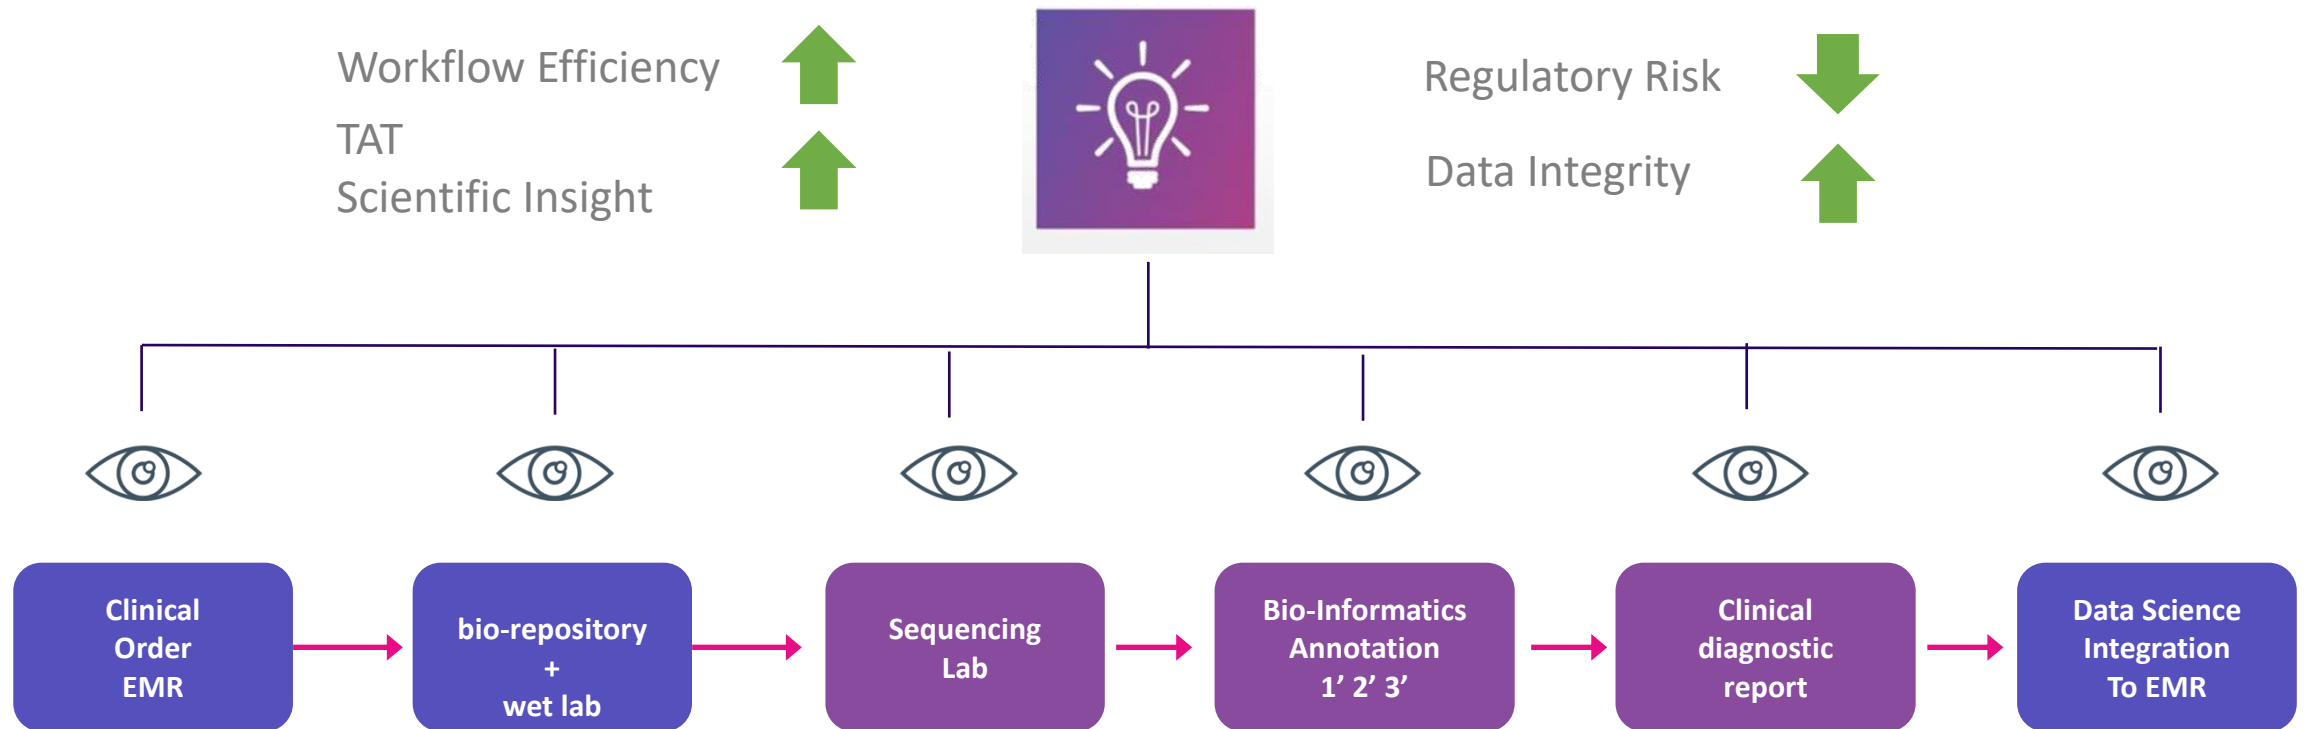 Workflow Efficiency
TAT
Scientific Insight
Regulatory Risk
Data Integrity
Clinical
Order
EMR
bio-repository
+
wet lab
Sequencing
Lab
Bio-Informatics
Annotation
1’ 2’ 3’
Clinical
diagnostic
report
Data Science
Integration
To EMR